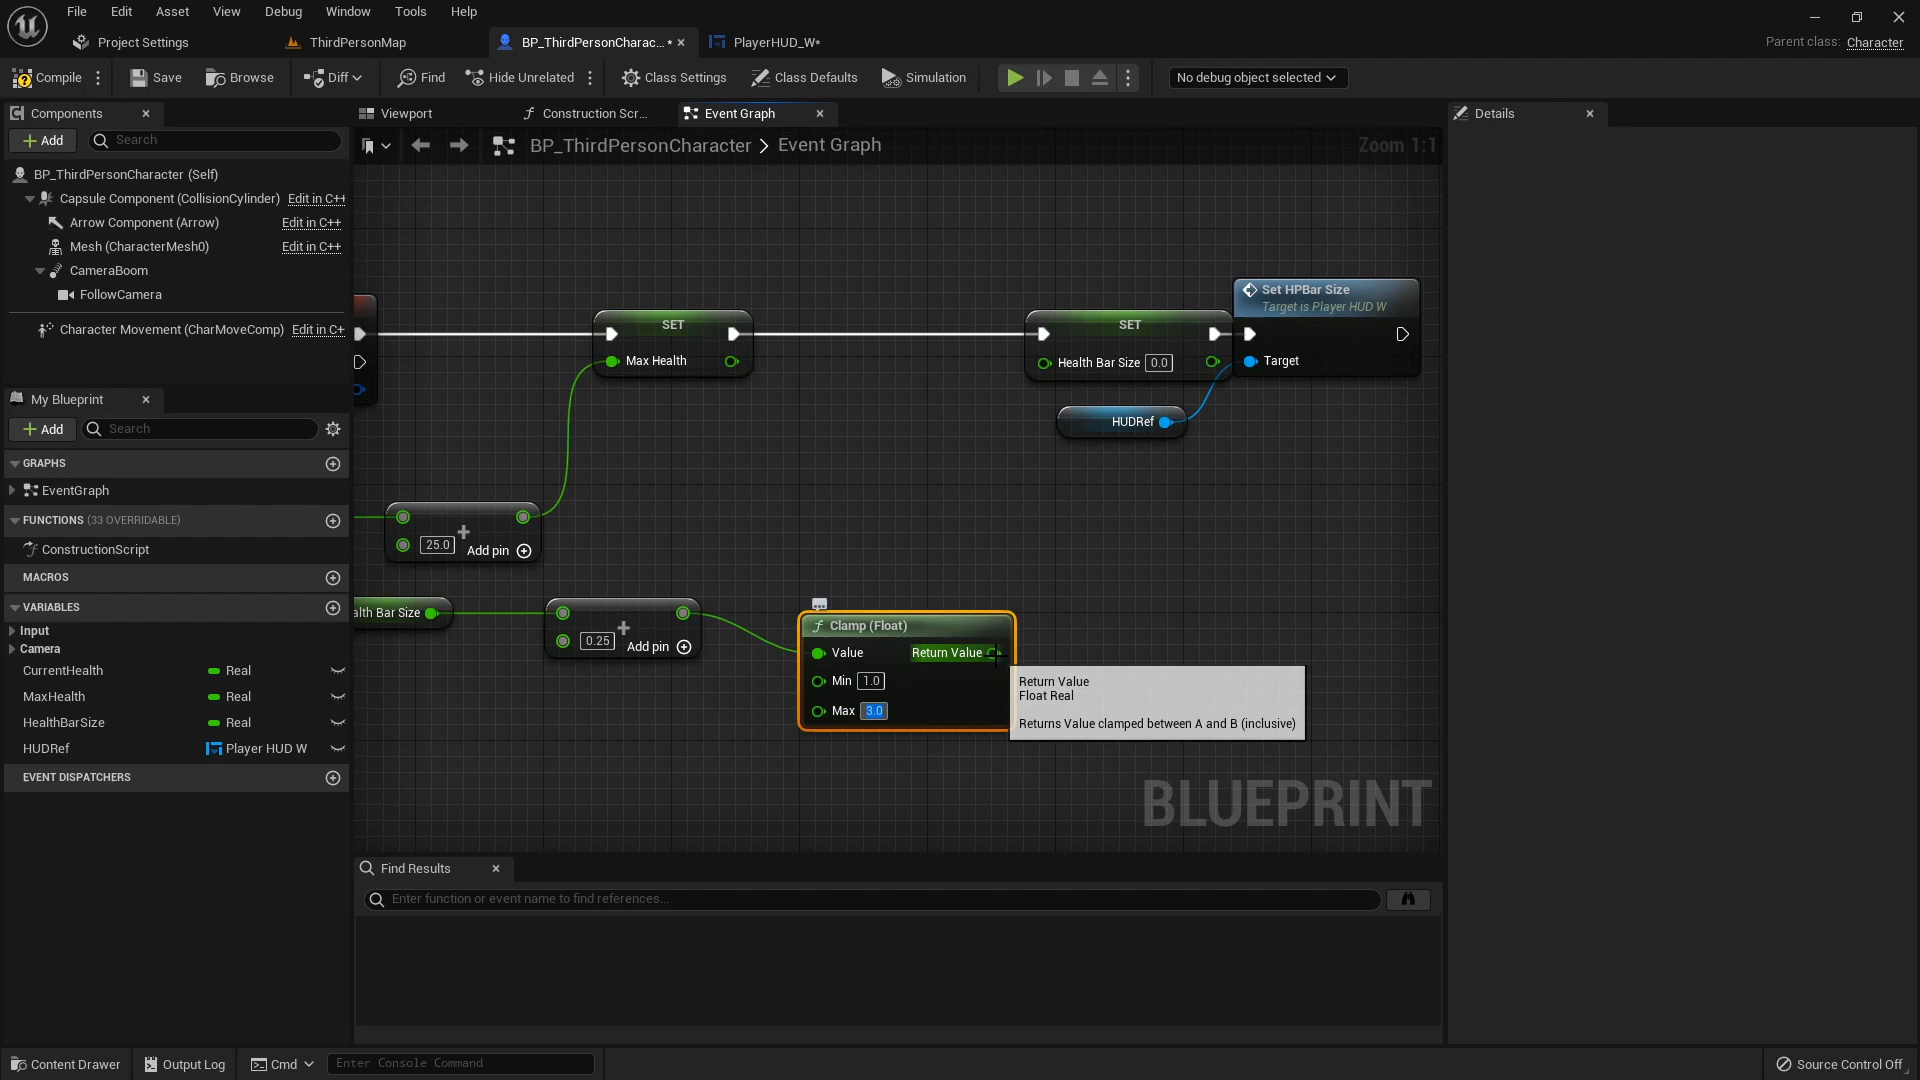 File Edit Asset View Debug Window Tools Help
Project Settings ThirdPersonMap BP_ThirdPersonCharac... * PlayerHUD_W* Parent class: Character
Compile Save Browse Diff Find Hide Unrelated Class Settings Class Defaults Simulation No debug object selected
Components Viewport Construction Scr... Event Graph Details
Add Search
BP_ThirdPersonCharacter > Event Graph Zoom 1:1
BP_ThirdPersonCharacter (Self)
Capsule Component (CollisionCylinder) Edit in C++
Arrow Component (Arrow) Edit in C++
Mesh (CharacterMesh0) Edit in C++
CameraBoom
FollowCamera
Character Movement (CharMoveComp) Edit in C+
My Blueprint
Add Search
GRAPHS
EventGraph
FUNCTIONS (33 OVERRIDABLE)
ConstructionScript
MACROS
VARIABLES
Input
Camera
CurrentHealth Real
MaxHealth Real
HealthBarSize Real
HUDRef Player HUD W
EVENT DISPATCHERS
SET
Max Health
SET
Health Bar Size 0.0
Set HPBar Size
Target is Player HUD W
Target
HUDRef
25.0 Add pin
alth Bar Size
0.25 Add pin
Clamp (Float)
Value Return Value
Min 1.0
Max 3.0
Return Value
Float Real
Returns Value clamped between A and B (inclusive)
BLUEPRINT
Find Results
Enter function or event name to find references...
Content Drawer Output Log Cmd Enter Console Command Source Control Off